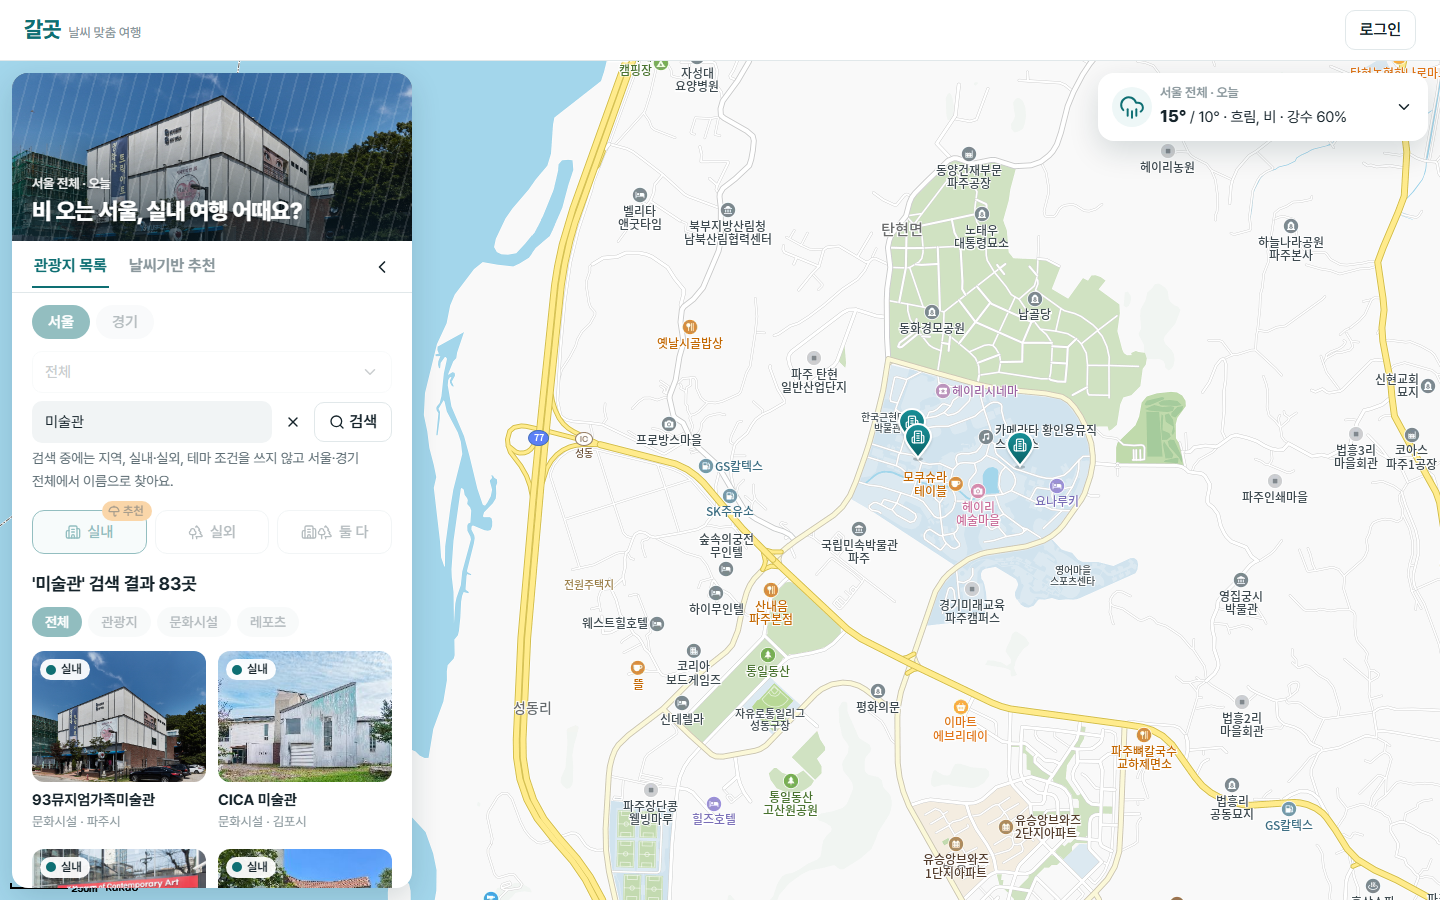 갈곳 날씨 맞춤 여행
로그인
서울 전체 · 오늘
비 오는 서울, 실내 여행 어때요?
관광지 목록
날씨기반 추천
서울
경기
전체
미술관
검색
검색 중에는 지역, 실내·실외, 테마 조건을 쓰지 않고 서울·경기
전체에서 이름으로 찾아요.
추천
실내
실외
둘 다
'미술관' 검색 결과 83곳
전체
관광지
문화시설
레포츠
실내
실내
93뮤지엄가족미술관
문화시설 · 파주시
CICA 미술관
문화시설 · 김포시
실내
실내
서울 전체 · 오늘
15° / 10° · 흐림, 비 · 강수 60%
캠핑장
자성대
요양병원
동양건재부문
파주공장
헤이리농원
벨리타
앤굿타임
북부지방산림청
남북산림협력센터
탄현면
노태우
대통령묘소
하늘나라공원
파주본사
동화경모공원
납골당
옛날시골밥상
파주 탄현
일반산업단지
헤이리시네마
신현교회
묘지
프로방스마을
77
IC
성동
GS칼텍스
SK주유소
모쿠슈라
테이블
헤이리
예술마을
요나루키
법흥3리
마을회관
코아스
파주1공장
파주인쇄마을
숲속의궁전
무인텔
국립민속박물관
파주
전원주택지
하이무인텔
산내음
파주본점
영어마을
스포츠센타
경기미래교육
파주캠퍼스
영집궁시
박물관
웨스트힐호텔
코리아
보드게임즈
통일동산
뜰
성동리
신데렐라
자유로통일리그
성동구장
평화의문
이마트
에브리데이
법흥2리
마을회관
파주뼈칼국수
교하제면소
파주장단콩
웰빙마루
힐즈호텔
통일동산
고산원공원
법흥리
공동묘지
GS칼텍스
유승앙브와즈
2단지아파트
유승앙브와즈
1단지아파트